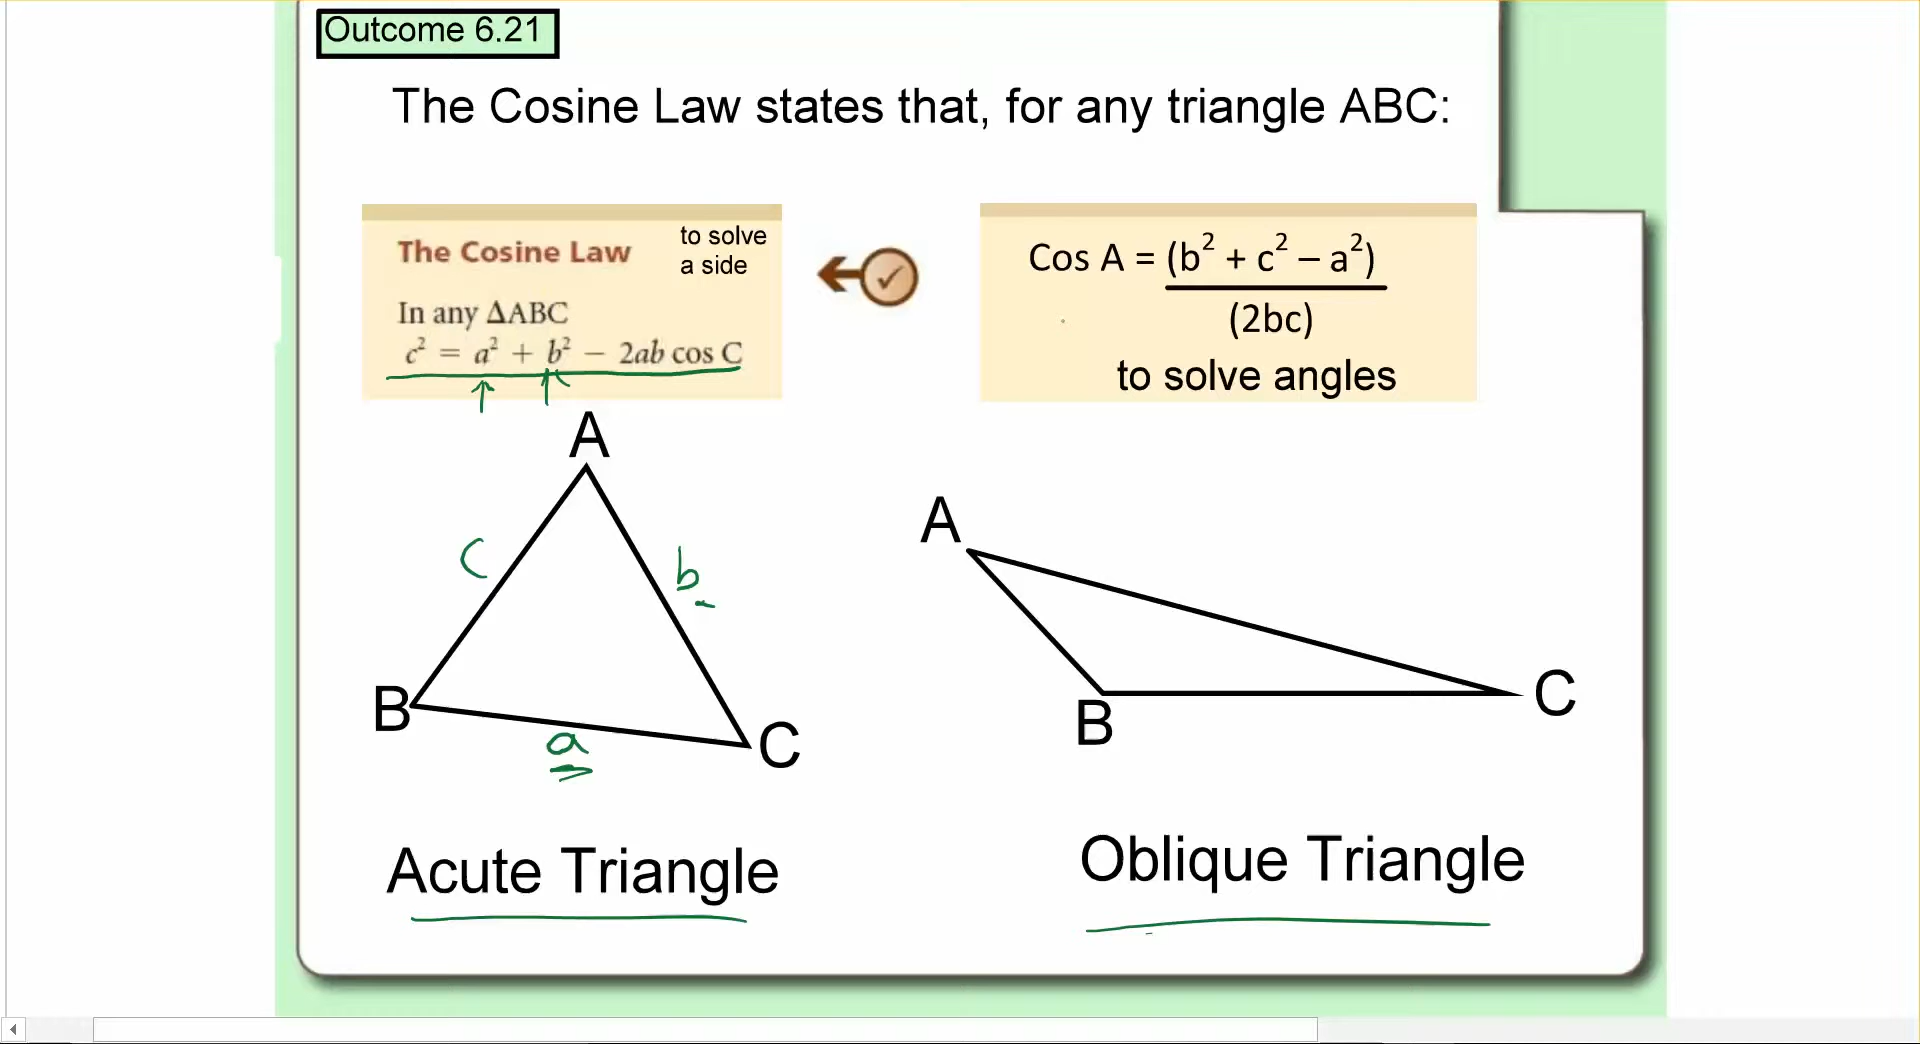 Outcome 6.21
The Cosine Law states that, for any triangle ABC:
The Cosine Law
to solve
a side
In any ΔABC
c² = a² + b² − 2ab cos C
Cos A = (b² + c² – a²)
(2bc)
to solve angles
A
c
b
B
a
C
A
B
C
Acute Triangle
Oblique Triangle